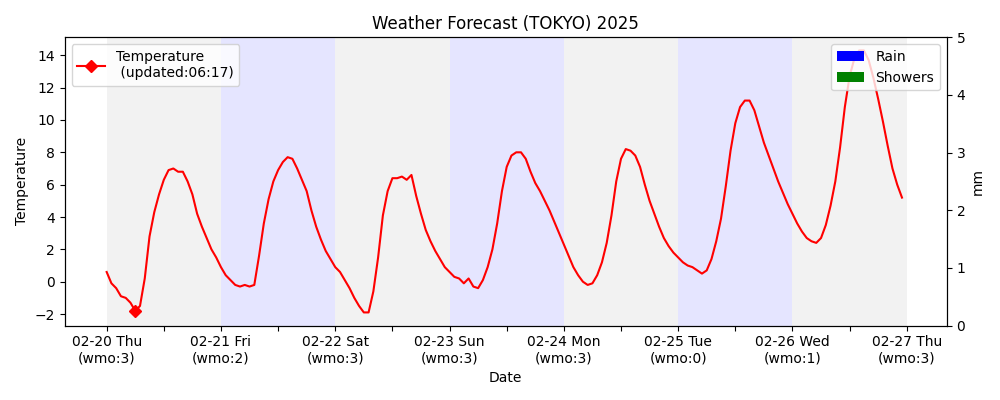 Weather Forecast (TOKYO) 2025
Temperature
(updated:06:17)
Rain
Showers
14
12
10
8
6
4
2
0
−2
Temperature
5
4
3
2
1
0
mm
02-20 Thu
(wmo:3)
02-21 Fri
(wmo:2)
02-22 Sat
(wmo:3)
02-23 Sun
(wmo:3)
02-24 Mon
(wmo:3)
02-25 Tue
(wmo:0)
02-26 Wed
(wmo:1)
02-27 Thu
(wmo:3)
Date